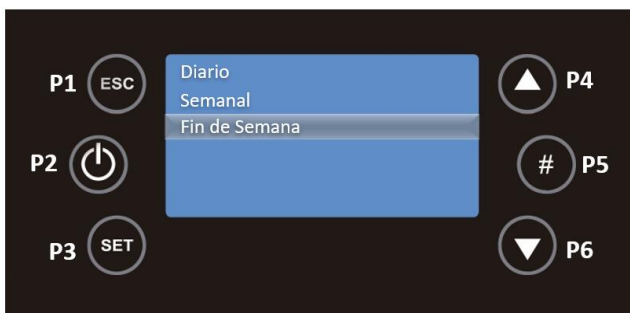 P1 ESC
Diario
P4
Semanal
Fin de Semana
P2
# P5
P3 SET
P6